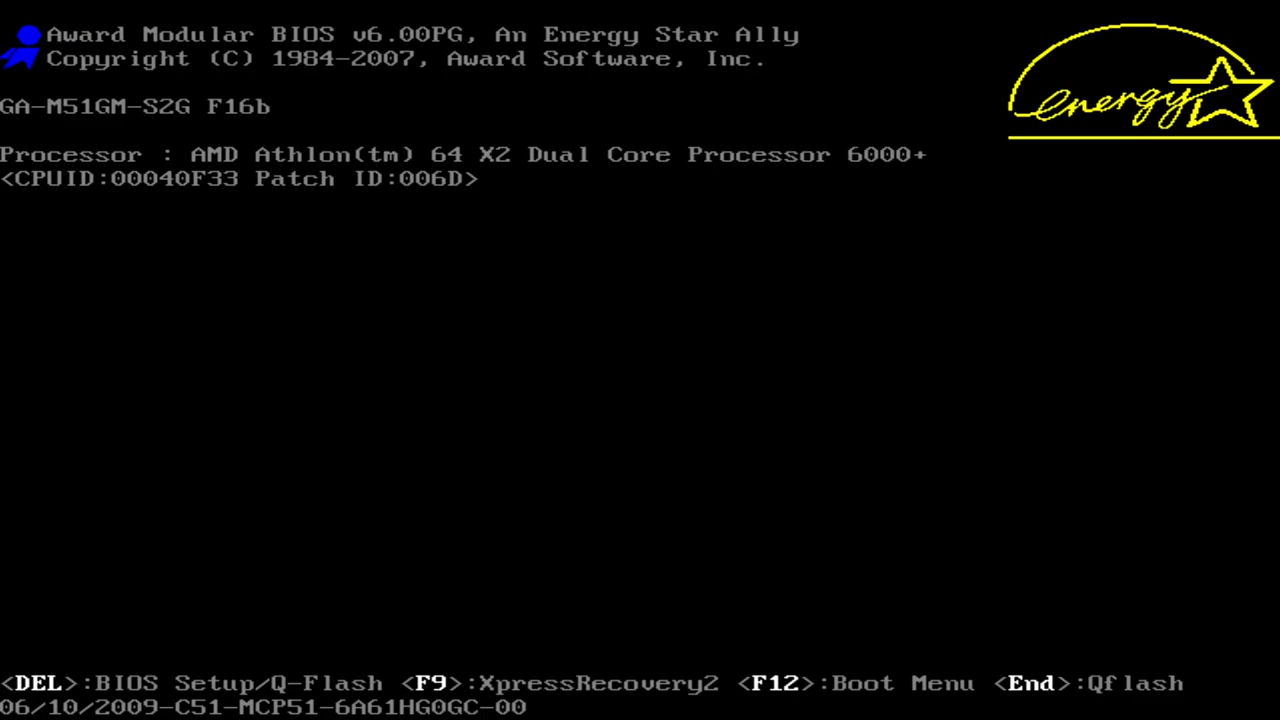 Award Modular BIOS v6.00PG, An Energy Star Ally
Copyright (C) 1984-2007, Award Software, Inc.
energy
GA-M51GM-S2G F16b
Processor : AMD Athlon(tm) 64 X2 Dual Core Processor 6000+
<CPUID:00040F33 Patch ID:006D>
<DEL>:BIOS Setup/Q-Flash <F9>:XpressRecovery2 <F12>:Boot Menu <End>:Qflash
06/10/2009-C51-MCP51-6A61HG0GC-00